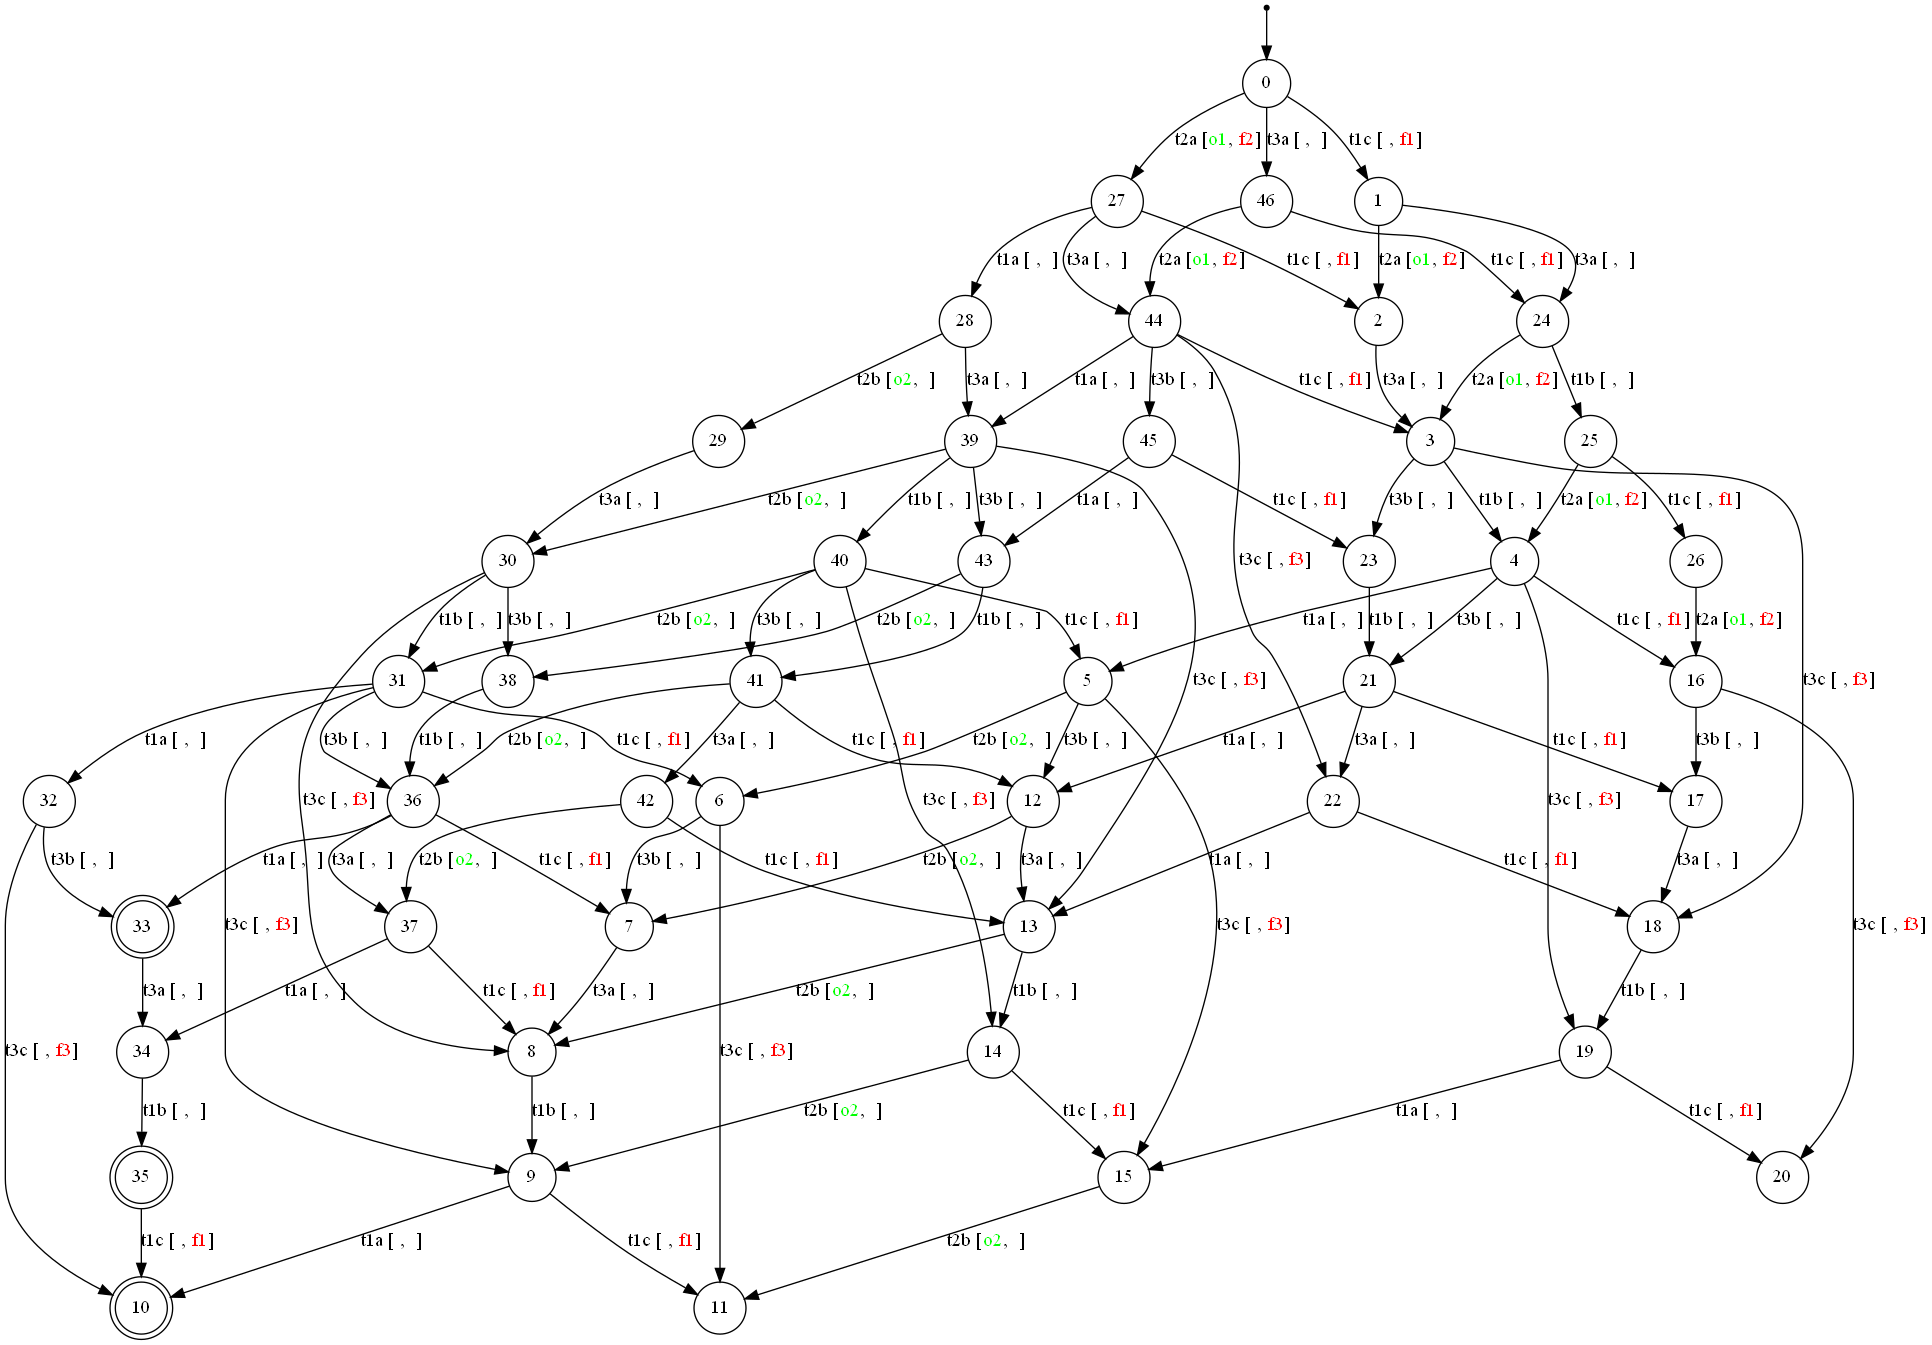 0
t2a [o1, f2] t3a [ , ] t1c [ , f1]
27 46 1
t1a [ , ] t3a [ , ] t2a [o1, f2] t1c [ , f1] t2a [o1, f2] t1c [ , f1] t3a [ , ]
28 44 2 24
t2b [o2, ] t3a [ , ] t1a [ , ] t3b [ , ] t1c [ , f1] t3a [ , ] t2a [o1, f2] t1b [ , ]
29 39 45 3 25
t3a [ , ] t2b [o2, ] t1b [ , ] t3b [ , ] t1a [ , ] t1c [ , f1] t3b [ , ] t1b [ , ] t2a [o1, f2] t1c [ , f1]
30 40 43 t3c [ , f3] 23 4 26
t1b [ , ] t3b [ , ] t2b [o2, ] t3b [ , ] t2b [o2, ] t1b [ , ] t1c [ , f1] t1a [ , ] t1b [ , ] t3b [ , ] t1c [ , f1] t2a [o1, f2]
31 38 41 5 t3c [ , f3] 21 16 t3c [ , f3]
t1a [ , ] t3b [ , ] t1b [ , ] t2b [o2, ] t1c [ , f1] t3a [ , ] t1c [ , f1] t2b [o2, ] t3b [ , ] t1a [ , ] t3a [ , ] t1c [ , f1] t3b [ , ]
32 t3c [ , f3] 36 42 6 t3c [ , f3] 12 22 t3c [ , f3] 17
t3b [ , ] t1a [ , ] t3a [ , ] t2b [o2, ] t1c [ , f1] t3b [ , ] t1c [ , f1] t2b [o2, ] t3a [ , ] t1a [ , ] t1c [ , f1] t3a [ , ]
33 t3c [ , f3] 37 7 13 t3c [ , f3] 18 t3c [ , f3]
t3a [ , ] t1a [ , ] t1c [ , f1] t3a [ , ] t2b [o2, ] t1b [ , ] t1b [ , ]
t3c [ , f3] 34 8 t3c [ , f3] 14 19
t1b [ , ] t1b [ , ] t2b [o2, ] t1c [ , f1] t1a [ , ] t1c [ , f1]
35 9 15 20
t1c [ , f1] t1a [ , ] t1c [ , f1] t2b [o2, ]
10 11